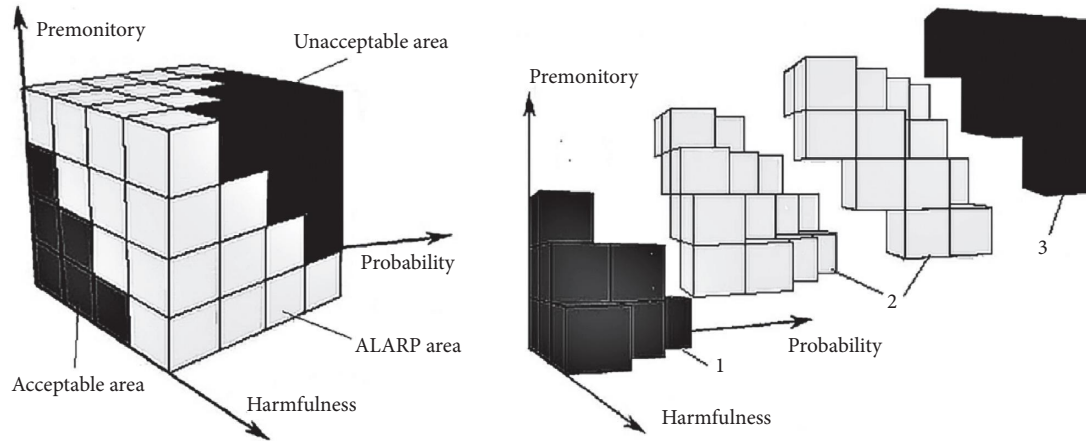 Premonitory
Unacceptable area
Probability
ALARP area
Acceptable area
Harmfulness
Premonitory
3
2
Probability
1
Harmfulness